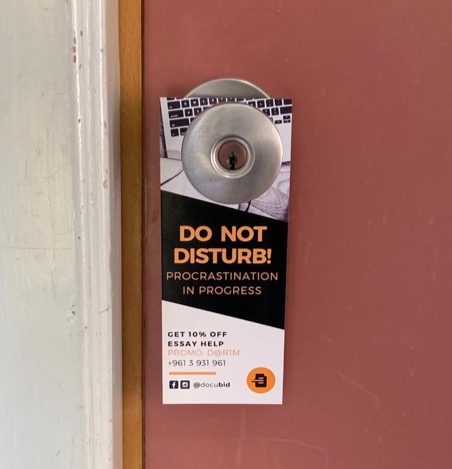 DO NOT
DISTURB!
PROCRASTINATION
IN PROGRESS
GET 10% OFF
ESSAY HELP
PROMO: D@R1M
+961 3 931 961
@docubid